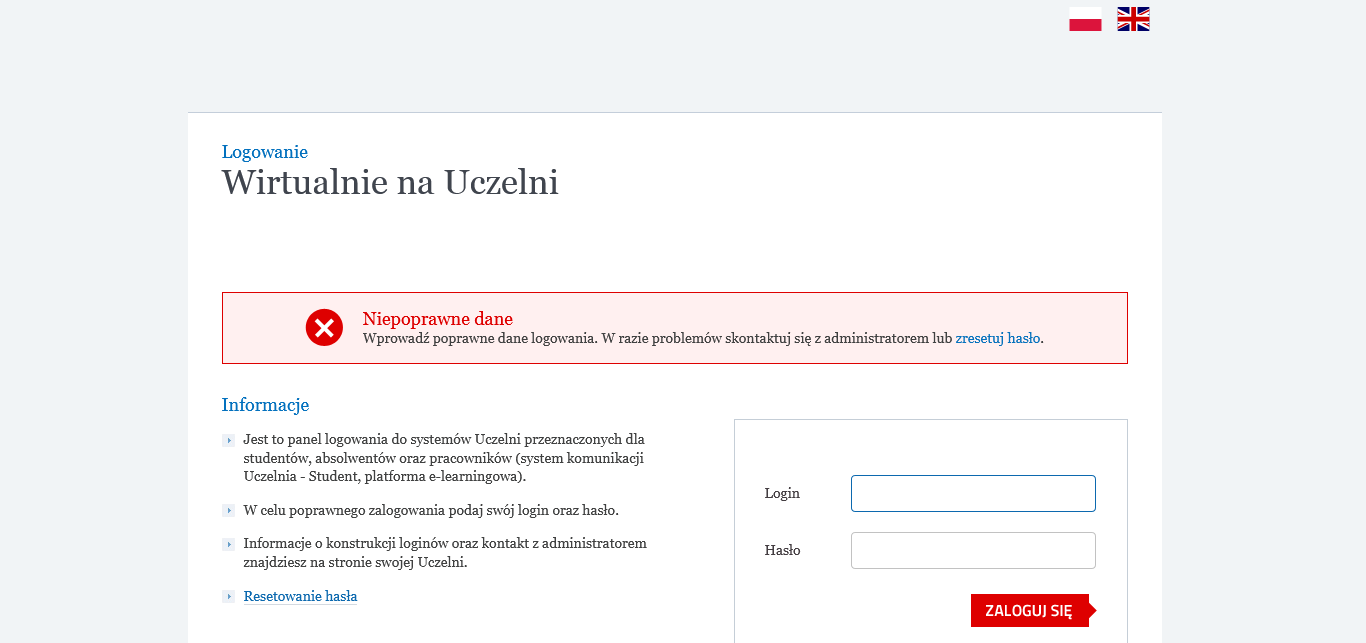 Logowanie
Wirtualnie na Uczelni
Niepoprawne dane
Wprowadź poprawne dane logowania. W razie problemów skontaktuj się z administratorem lub zresetuj hasło.
Informacje
Jest to panel logowania do systemów Uczelni przeznaczonych dla
studentów, absolwentów oraz pracowników (system komunikacji
Uczelnia - Student, platforma e-learningowa).
W celu poprawnego zalogowania podaj swój login oraz hasło.
Informacje o konstrukcji loginów oraz kontakt z administratorem
znajdziesz na stronie swojej Uczelni.
Resetowanie hasła
Login
Hasło
ZALOGUJ SIĘ